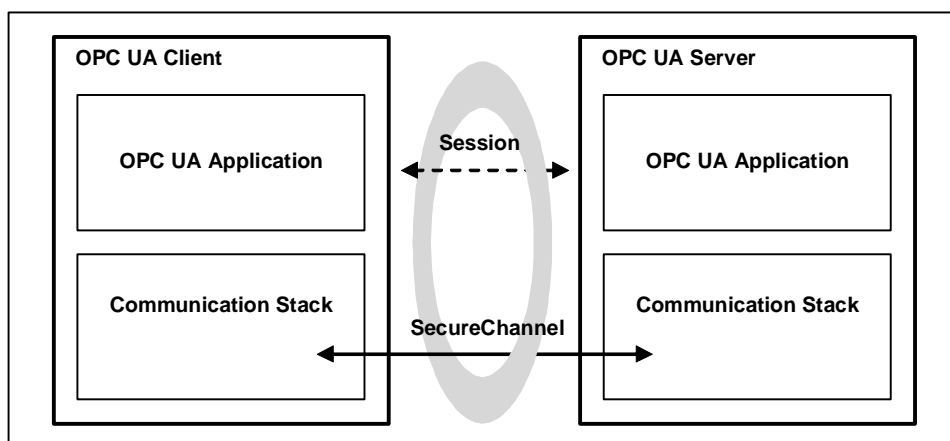 OPC UA Client
OPC UA Server
OPC UA Application
Session
OPC UA Application
Communication Stack
SecureChannel
Communication Stack